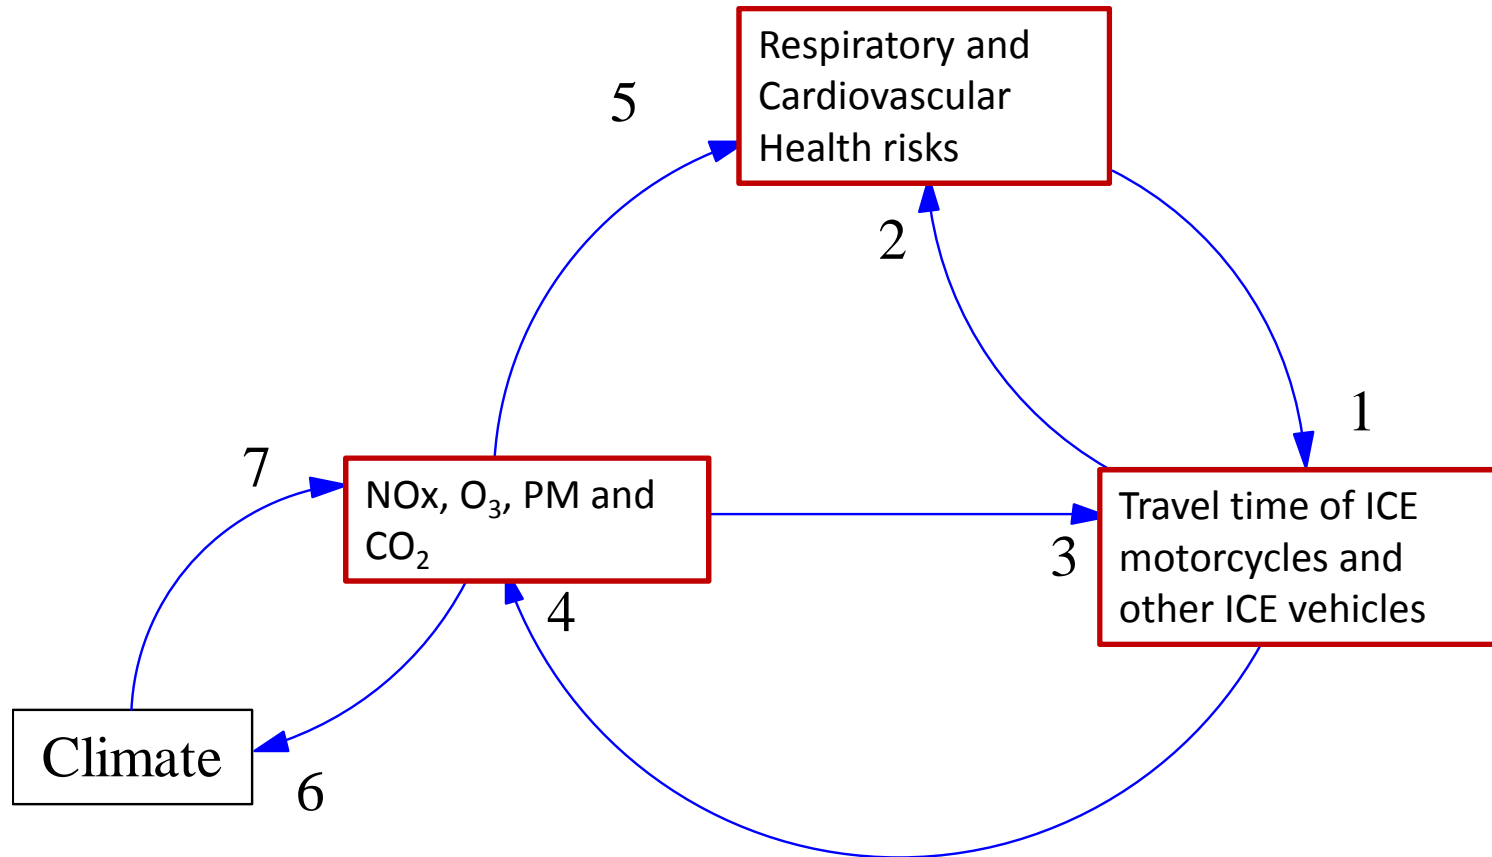 Respiratory and
Cardiovascular
Health risks
5
2
1
7
NOx, O₃, PM and
CO₂
Travel time of ICE
motorcycles and
other ICE vehicles
3
4
Climate
6